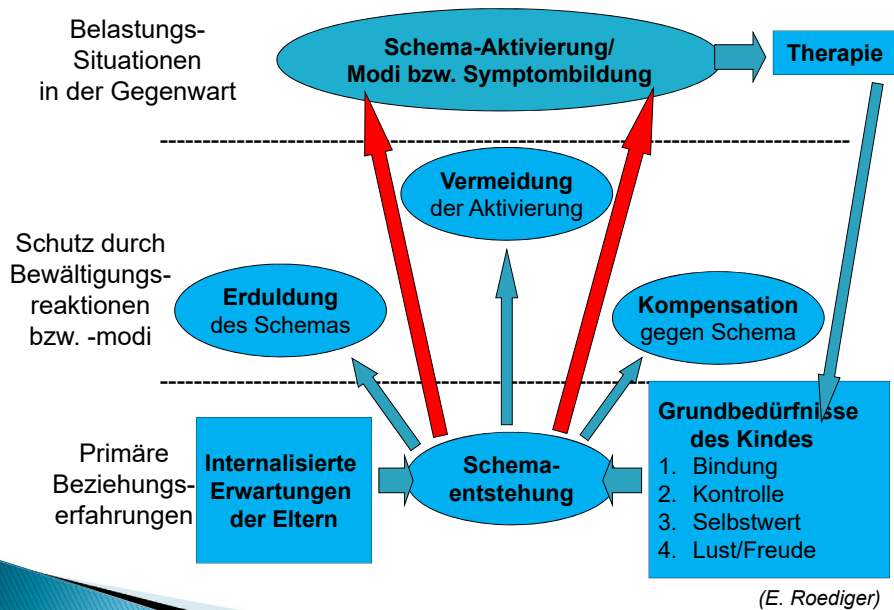 Belastungs-
Situationen
in der Gegenwart
Schema-Aktivierung/
Modi bzw. Symptombildung
Therapie
Vermeidung
der Aktivierung
Schutz durch
Bewältigungs-
reaktionen
bzw. -modi
Erduldung
des Schemas
Kompensation
gegen Schema
Primäre
Beziehungs-
erfahrungen
Internalisierte
Erwartungen
der Eltern
Schema-
entstehung
Grundbedürfnisse
des Kindes
1. Bindung
2. Kontrolle
3. Selbstwert
4. Lust/Freude
(E. Roediger)